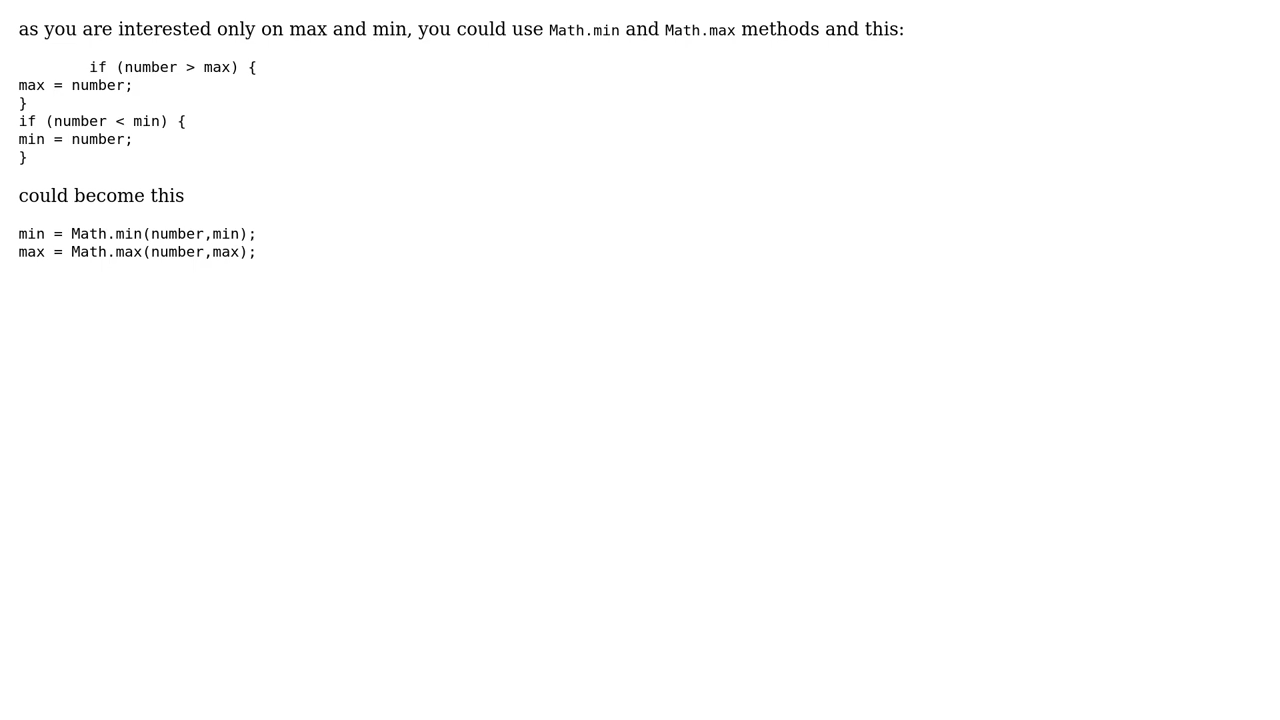 as you are interested only on max and min, you could use Math.min and Math.max methods and this:
        if (number > max) {
max = number;
}
if (number < min) {
min = number;
}
could become this
min = Math.min(number,min);
max = Math.max(number,max);